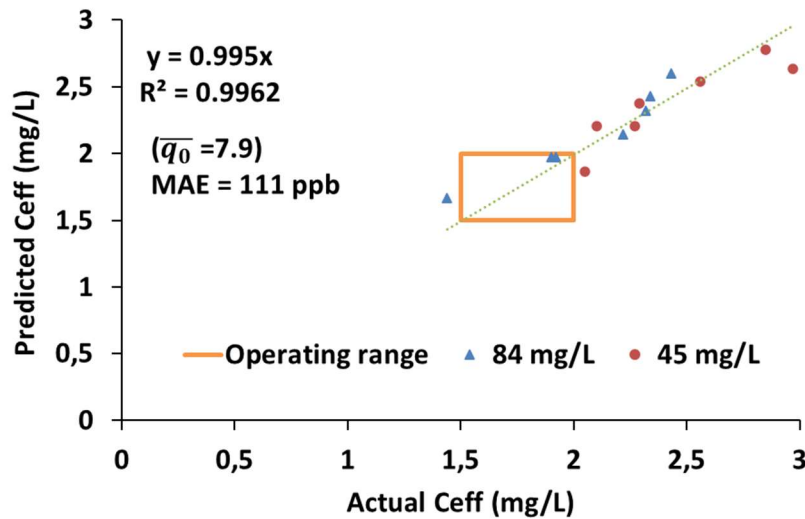 y = 0.995x
R² = 0.9962
(q̅₀ =7.9)
MAE = 111 ppb
Predicted Ceff (mg/L)
3
2,5
2
1,5
1
0,5
0
Operating range
84 mg/L
45 mg/L
0 0,5 1 1,5 2 2,5 3
Actual Ceff (mg/L)